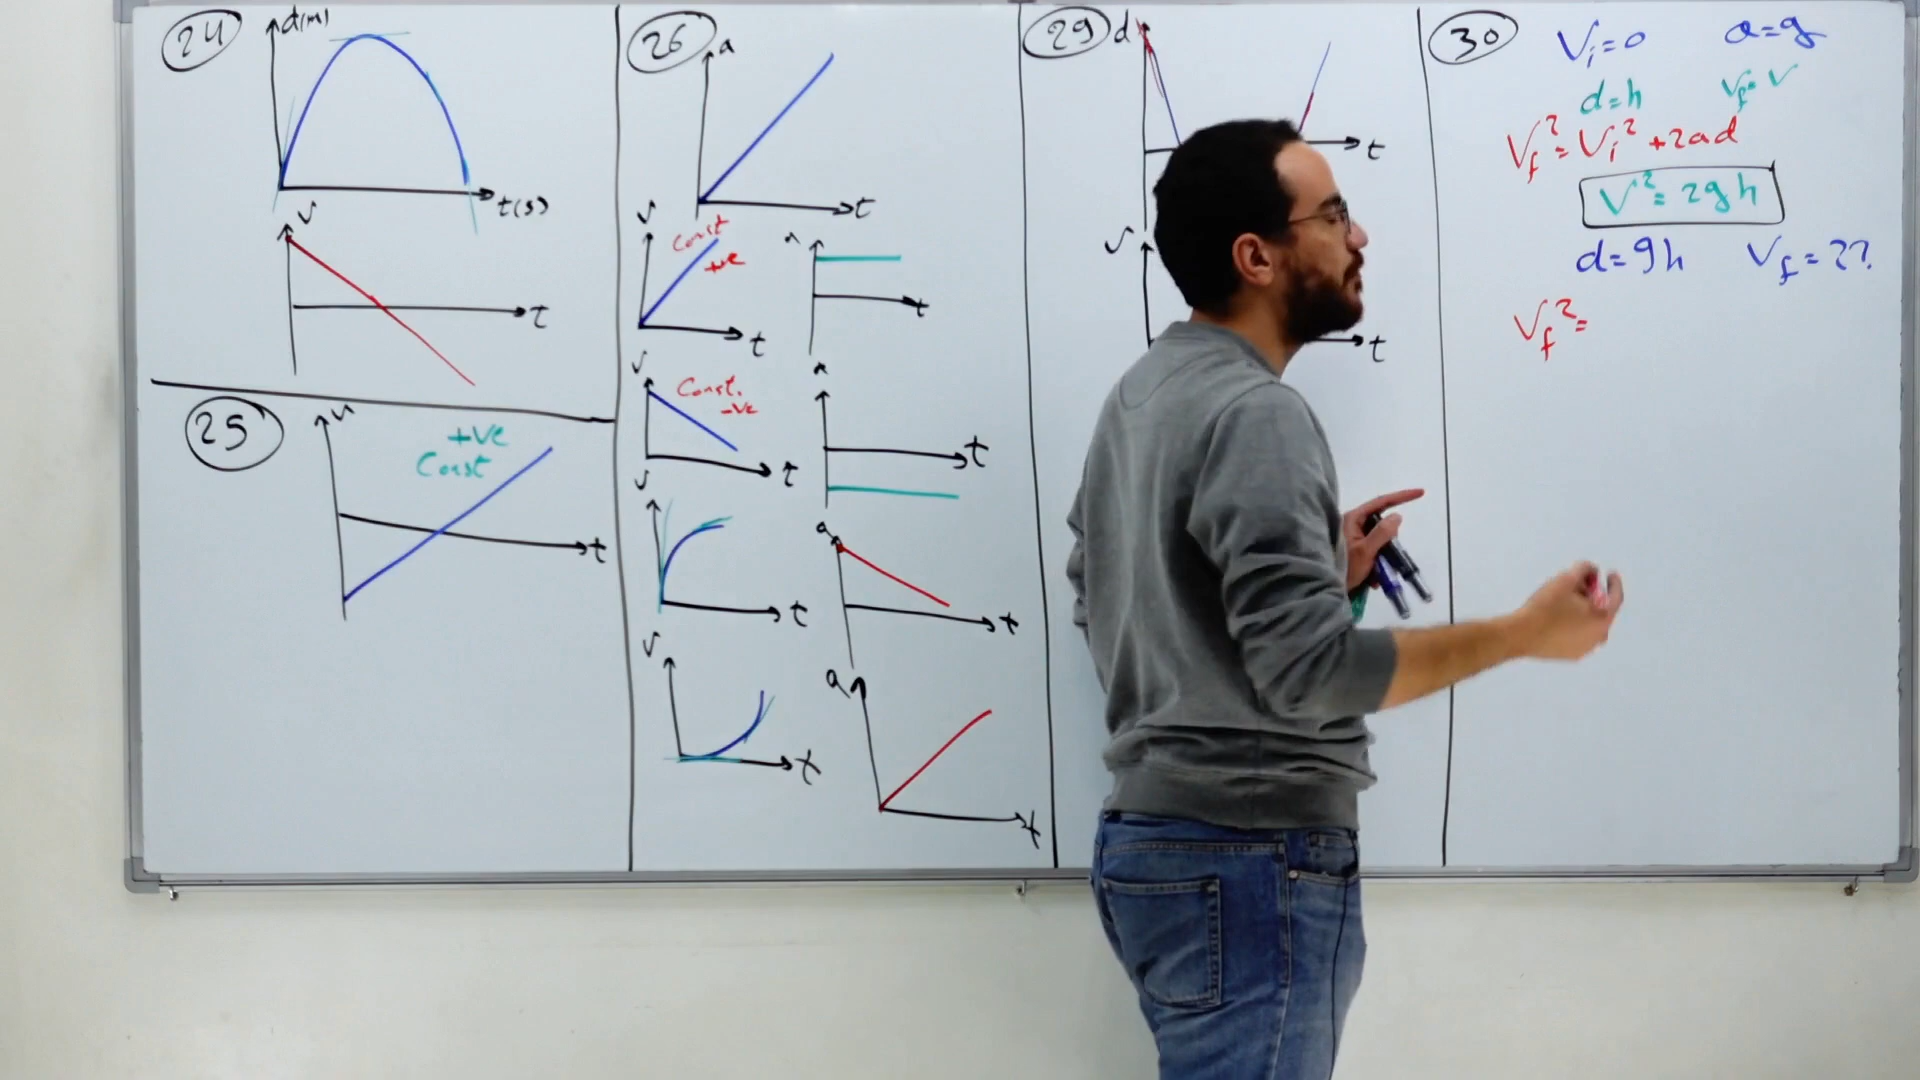 24
d(m)
t(s)
V
t
25
V
+ve
Const
t
26
a
t
V
Const
+ve
t
t
V
Const.
-ve
t
t
V
t
a
t
V
t
a
t
29
d
t
V
t
30
Vi=0 a=g
d=h Vf=V
Vf²=Vi²+2ad
V²=2gh
d=9h Vf=??
Vf²=